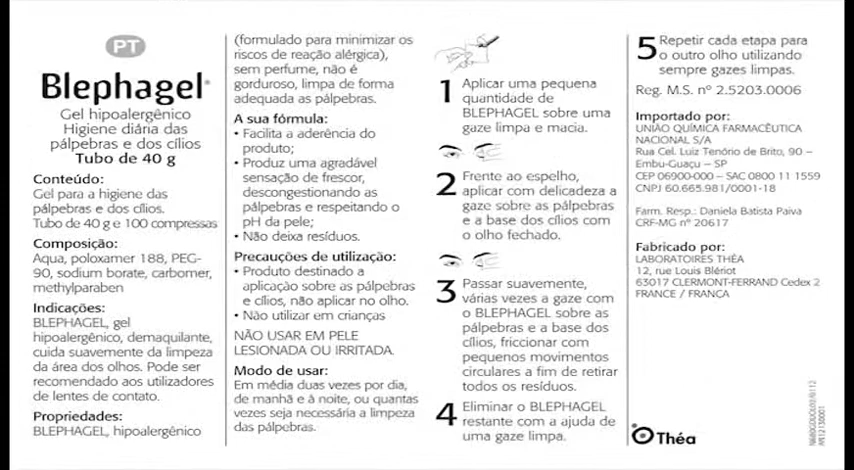 PT
Blephagel®
Gel hipoalergênico
Higiene diária das
pálpebras e dos cílios
Tubo de 40 g
Conteúdo:
Gel para a higiene das
pálpebras e dos cílios.
Tubo de 40 g e 100 compressas
Composição:
Aqua, poloxamer 188, PEG-
90, sodium borate, carbomer,
methylparaben
Indicações:
BLEPHAGEL, gel
hipoalergênico, demaquilante,
cuida suavemente da limpeza
da área dos olhos. Pode ser
recomendado aos utilizadores
de lentes de contato.
Propriedades:
BLEPHAGEL, hipoalergênico
(formulado para minimizar os
riscos de reação alérgica),
sem perfume, não é
gorduroso, limpa de forma
adequada as pálpebras.
A sua fórmula:
• Facilita a aderência do
produto;
• Produz uma agradável
sensação de frescor,
descongestionando as
pálpebras e respeitando o
pH da pele;
• Não deixa resíduos.
Precauções de utilização:
• Produto destinado a
aplicação sobre as pálpebras
e cílios, não aplicar no olho.
• Não utilizar em crianças
NÃO USAR EM PELE
LESIONADA OU IRRITADA.
Modo de usar:
Em média duas vezes por dia,
de manhã e à noite, ou quantas
vezes seja necessária a limpeza
das pálpebras.
1 Aplicar uma pequena
quantidade de
BLEPHAGEL sobre uma
gaze limpa e macia.
2 Frente ao espelho,
aplicar com delicadeza a
gaze sobre as pálpebras
e a base dos cílios com
o olho fechado.
3 Passar suavemente,
várias vezes a gaze com
o BLEPHAGEL sobre as
pálpebras e a base dos
cílios, friccionar com
pequenos movimentos
circulares a fim de retirar
todos os resíduos.
4 Eliminar o BLEPHAGEL
restante com a ajuda de
uma gaze limpa.
5 Repetir cada etapa para
o outro olho utilizando
sempre gazes limpas.
Reg. M.S. nº 2.5203.0006
Importado por:
UNIÃO QUÍMICA FARMACÊUTICA
NACIONAL S/A
Rua Cel. Luiz Tenório de Brito, 90 –
Embu-Guaçu – SP
CEP 06900-000 – SAC 0800 11 1559
CNPJ 60.665.981/0001-18
Farm. Resp.: Daniela Batista Paiva
CRF-MG nº 20617
Fabricado por:
LABORATOIRES THÉA
12, rue Louis Blériot
63017 CLERMONT-FERRAND Cedex 2
FRANCE / FRANÇA
Théa